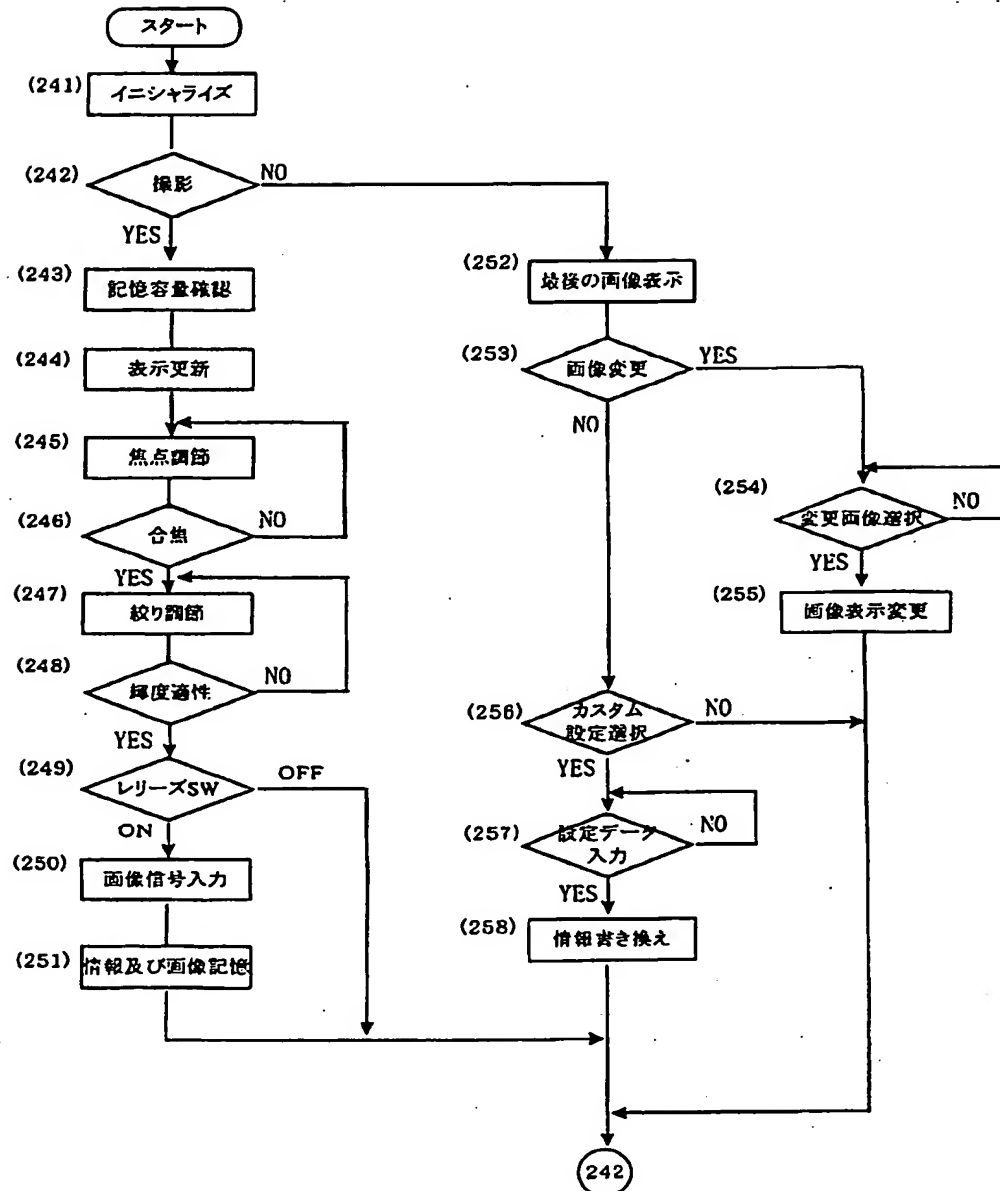 スタート
(241)
イニシャライズ
(242)
撮影
NO
YES
(243)
記憶容量確認
(244)
表示更新
(245)
焦点調節
(246)
合焦
NO
YES
(247)
絞り調節
(248)
輝度適性
NO
YES
(249)
レリーズSW
OFF
ON
(250)
画像信号入力
(251)
情報及び画像記憶
(252)
最後の画像表示
(253)
画像変更
YES
NO
(254)
変更画像選択
NO
YES
(255)
画像表示変更
(256)
カスタム
設定選択
NO
YES
(257)
設定データ
入力
NO
YES
(258)
情報書き換え
242